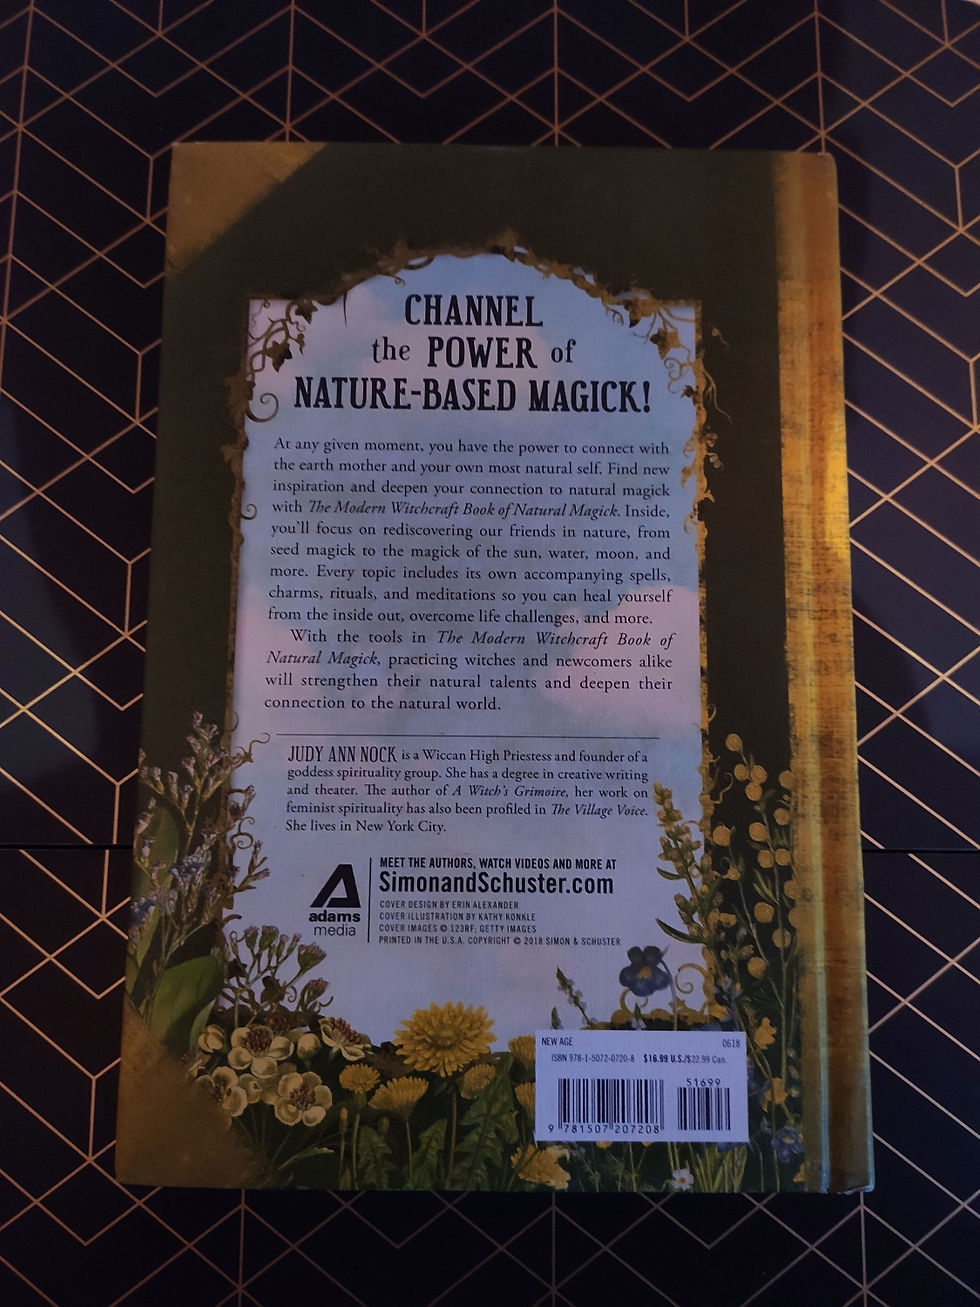 CHANNEL
the POWER of
NATURE-BASED MAGICK!
At any given moment, you have the power to connect with
the earth mother and your own most natural self. Find new
inspiration and deepen your connection to natural magick
with The Modern Witchcraft Book of Natural Magick. Inside,
you'll focus on rediscovering our friends in nature, from
seed magick to the magick of the sun, water, moon, and
more. Every topic includes its own accompanying spells,
charms, rituals, and meditations so you can heal yourself
from the inside out, overcome life challenges, and more.
With the tools in The Modern Witchcraft Book of
Natural Magick, practicing witches and newcomers alike
will strengthen their natural talents and deepen their
connection to the natural world.
JUDY ANN NOCK is a Wiccan High Priestess and founder of a
goddess spirituality group. She has a degree in creative writing
and theater. The author of A Witch's Grimoire, her work on
feminist spirituality has also been profiled in The Village Voice.
She lives in New York City.
adams
media
MEET THE AUTHORS, WATCH VIDEOS AND MORE AT
SimonandSchuster.com
COVER DESIGN BY ERIN ALEXANDER
COVER ILLUSTRATION BY KATHY KONKLE
COVER IMAGES © 123RF; GETTY IMAGES
PRINTED IN THE U.S.A. COPYRIGHT © 2018 SIMON & SCHUSTER
NEW AGE 0618
ISBN 978-1-5072-0720-8 $16.99 U.S./$22.99 Can.
51699
9 781507 207208